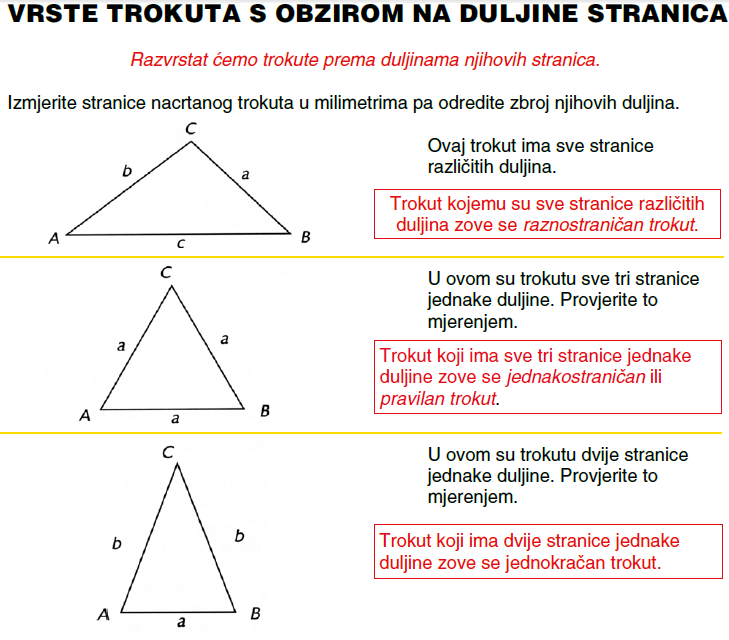 VRSTE TROKUTA S OBZIROM NA DULJINE STRANICA
Razvrstat ćemo trokute prema duljinama njihovih stranica.
Izmjerite stranice nacrtanog trokuta u milimetrima pa odredite zbroj njihovih duljina.
C
b
a
A
c
B
Ovaj trokut ima sve stranice
različitih duljina.
Trokut kojemu su sve stranice različitih
duljina zove se raznostraničan trokut.
C
a
a
A
a
B
U ovom su trokutu sve tri stranice
jednake duljine. Provjerite to
mjerenjem.
Trokut koji ima sve tri stranice jednake
duljine zove se jednakostraničan ili
pravilan trokut.
C
b
b
A
a
B
U ovom su trokutu dvije stranice
jednake duljine. Provjerite to
mjerenjem.
Trokut koji ima dvije stranice jednake
duljine zove se jednokračan trokut.